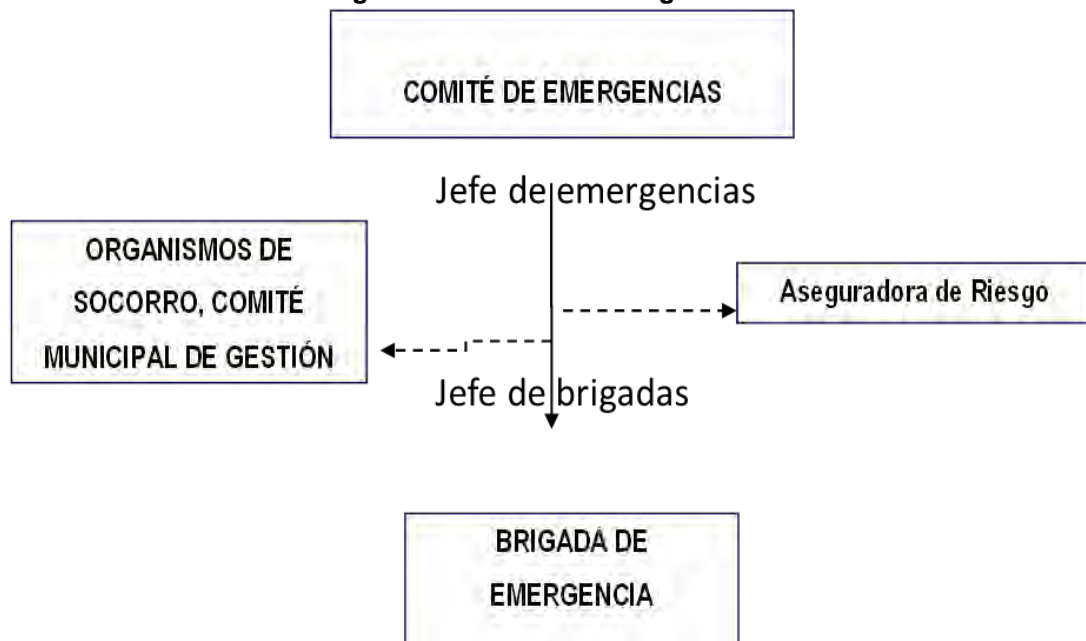 COMITÉ DE EMERGENCIAS
Jefe de emergencias
ORGANISMOS DE
SOCORRO, COMITÉ
MUNICIPAL DE GESTIÓN
Aseguradora de Riesgo
Jefe de brigadas
BRIGADA DE
EMERGENCIA